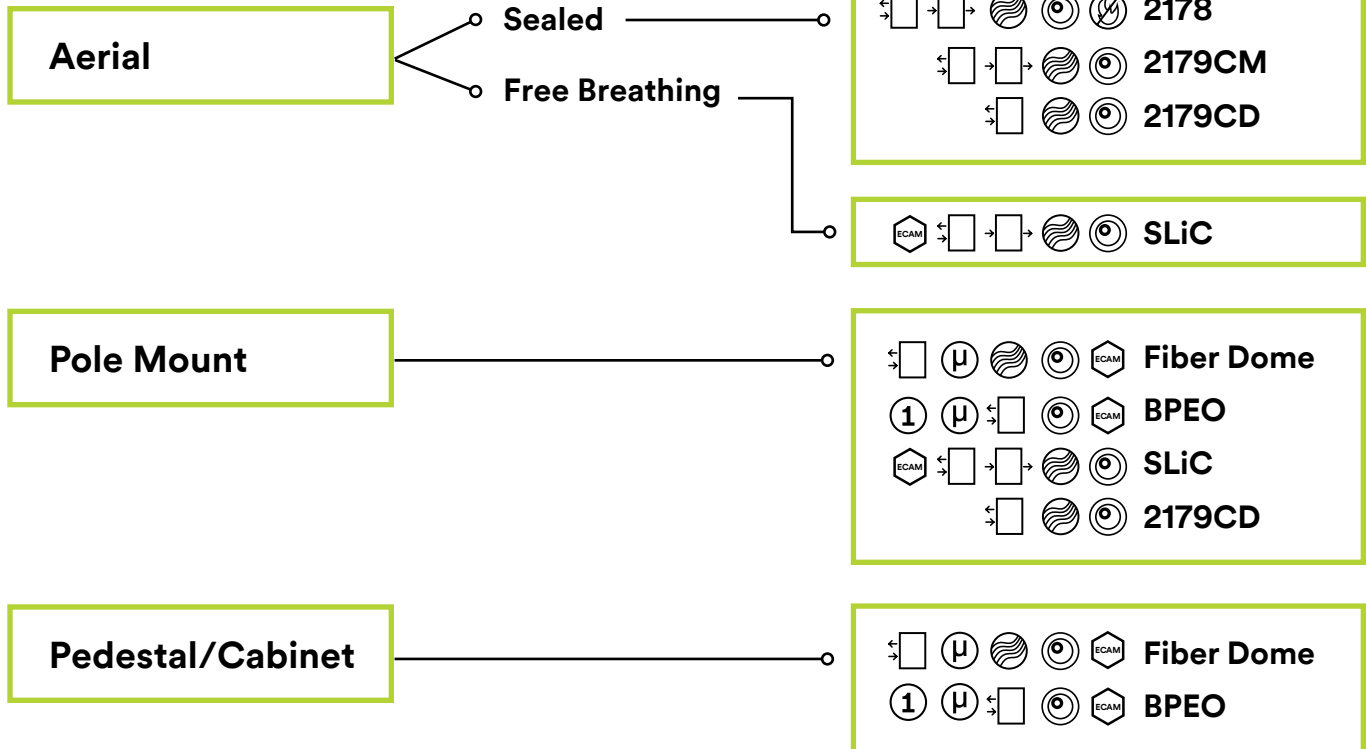 Sealed
2178
Aerial
2179CM
Free Breathing
2179CD
ECAM SLiC
Pole Mount
µ ECAM Fiber Dome
1 µ ECAM BPEO
ECAM SLiC
2179CD
Pedestal/Cabinet
µ ECAM Fiber Dome
1 µ ECAM BPEO